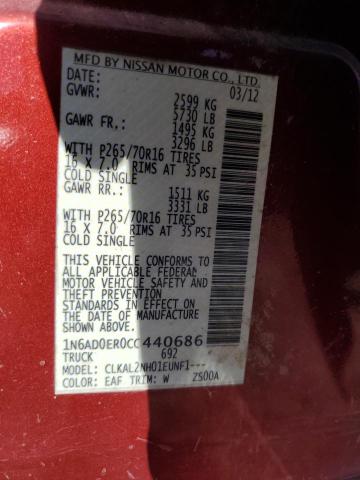 MFD BY NISSAN MOTOR CO., LTD.
DATE: 03/12
GVWR: 2599 KG
5730 LB
GAWR FR.: 1495 KG
3296 LB
WITH P265/70R16 TIRES
16 X 7.0 RIMS AT 35 PSI
COLD SINGLE
GAWR RR.: 1511 KG
3331 LB
WITH P265/70R16 TIRES
16 X 7.0 RIMS AT 35 PSI
COLD SINGLE
THIS VEHICLE CONFORMS TO
ALL APPLICABLE FEDERAL
MOTOR VEHICLE SAFETY
STANDARDS IN EFFECT ON
THE DATE OF MANUFACTURE
SHOWN ABOVE.
1N6AD0ER0CC440686
TRUCK 692
MODEL: CLKAL2NH01EUNF1---
COLOR: EAF TRIM: W ZS00A